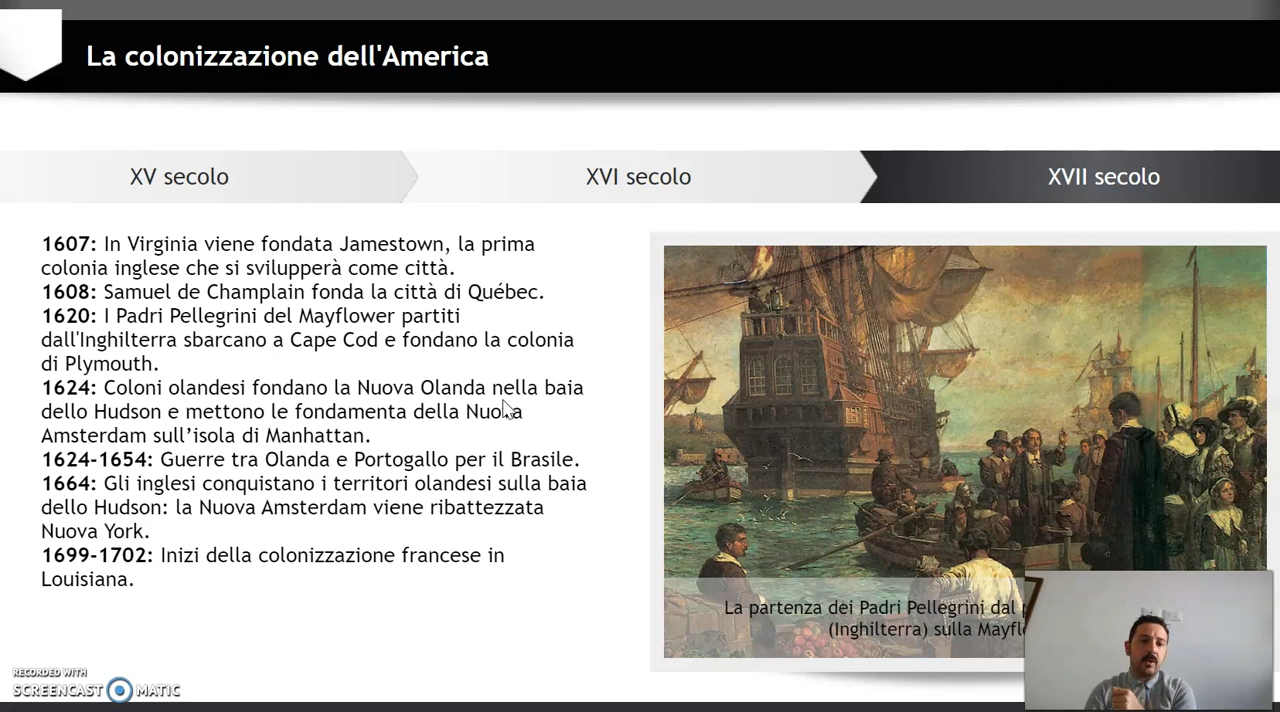 La colonizzazione dell'America
XV secolo
XVI secolo
XVII secolo
1607: In Virginia viene fondata Jamestown, la prima
colonia inglese che si svilupperà come città.
1608: Samuel de Champlain fonda la città di Québec.
1620: I Padri Pellegrini del Mayflower partiti
dall'Inghilterra sbarcano a Cape Cod e fondano la colonia
di Plymouth.
1624: Coloni olandesi fondano la Nuova Olanda nella baia
dello Hudson e mettono le fondamenta della Nuova
Amsterdam sull’isola di Manhattan.
1624-1654: Guerre tra Olanda e Portogallo per il Brasile.
1664: Gli inglesi conquistano i territori olandesi sulla baia
dello Hudson: la Nuova Amsterdam viene ribattezzata
Nuova York.
1699-1702: Inizi della colonizzazione francese in
Louisiana.
La partenza dei Padri Pellegrini dal
(Inghilterra) sulla
RECORDED WITH
SCREENCAST MATIC